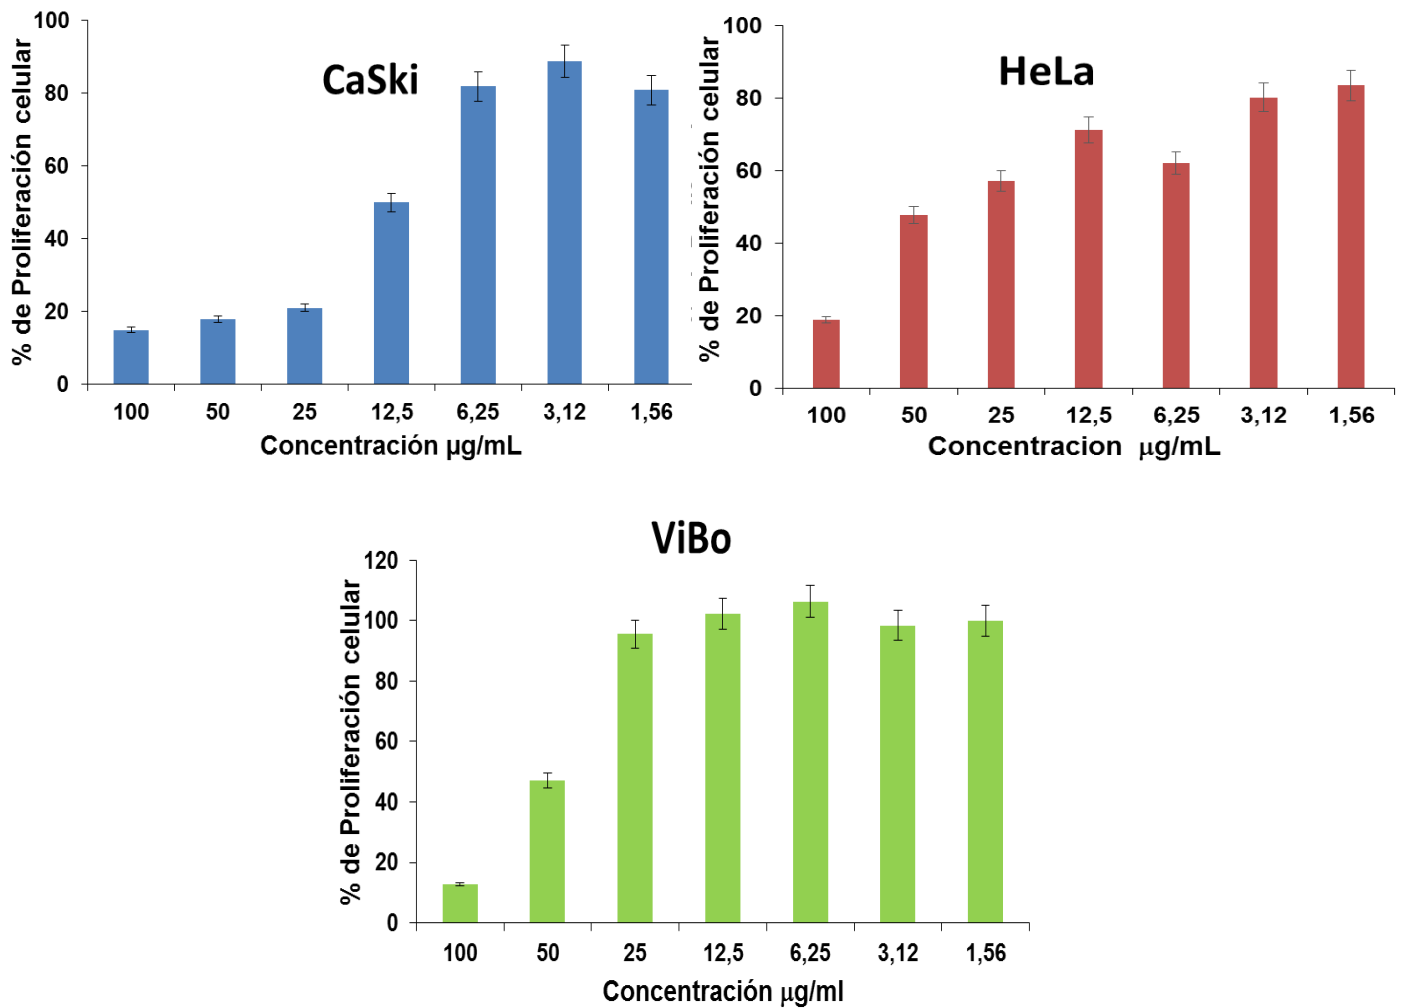 CaSki
% de Proliferación celular
100
80
60
40
20
0
100 50 25 12,5 6,25 3,12 1,56
Concentración µg/mL
HeLa
% de Proliferación celular
100
80
60
40
20
0
100 50 25 12,5 6,25 3,12 1,56
Concentracion µg/mL
ViBo
% de Proliferación celular
120
100
80
60
40
20
0
100 50 25 12,5 6,25 3,12 1,56
Concentración µg/ml